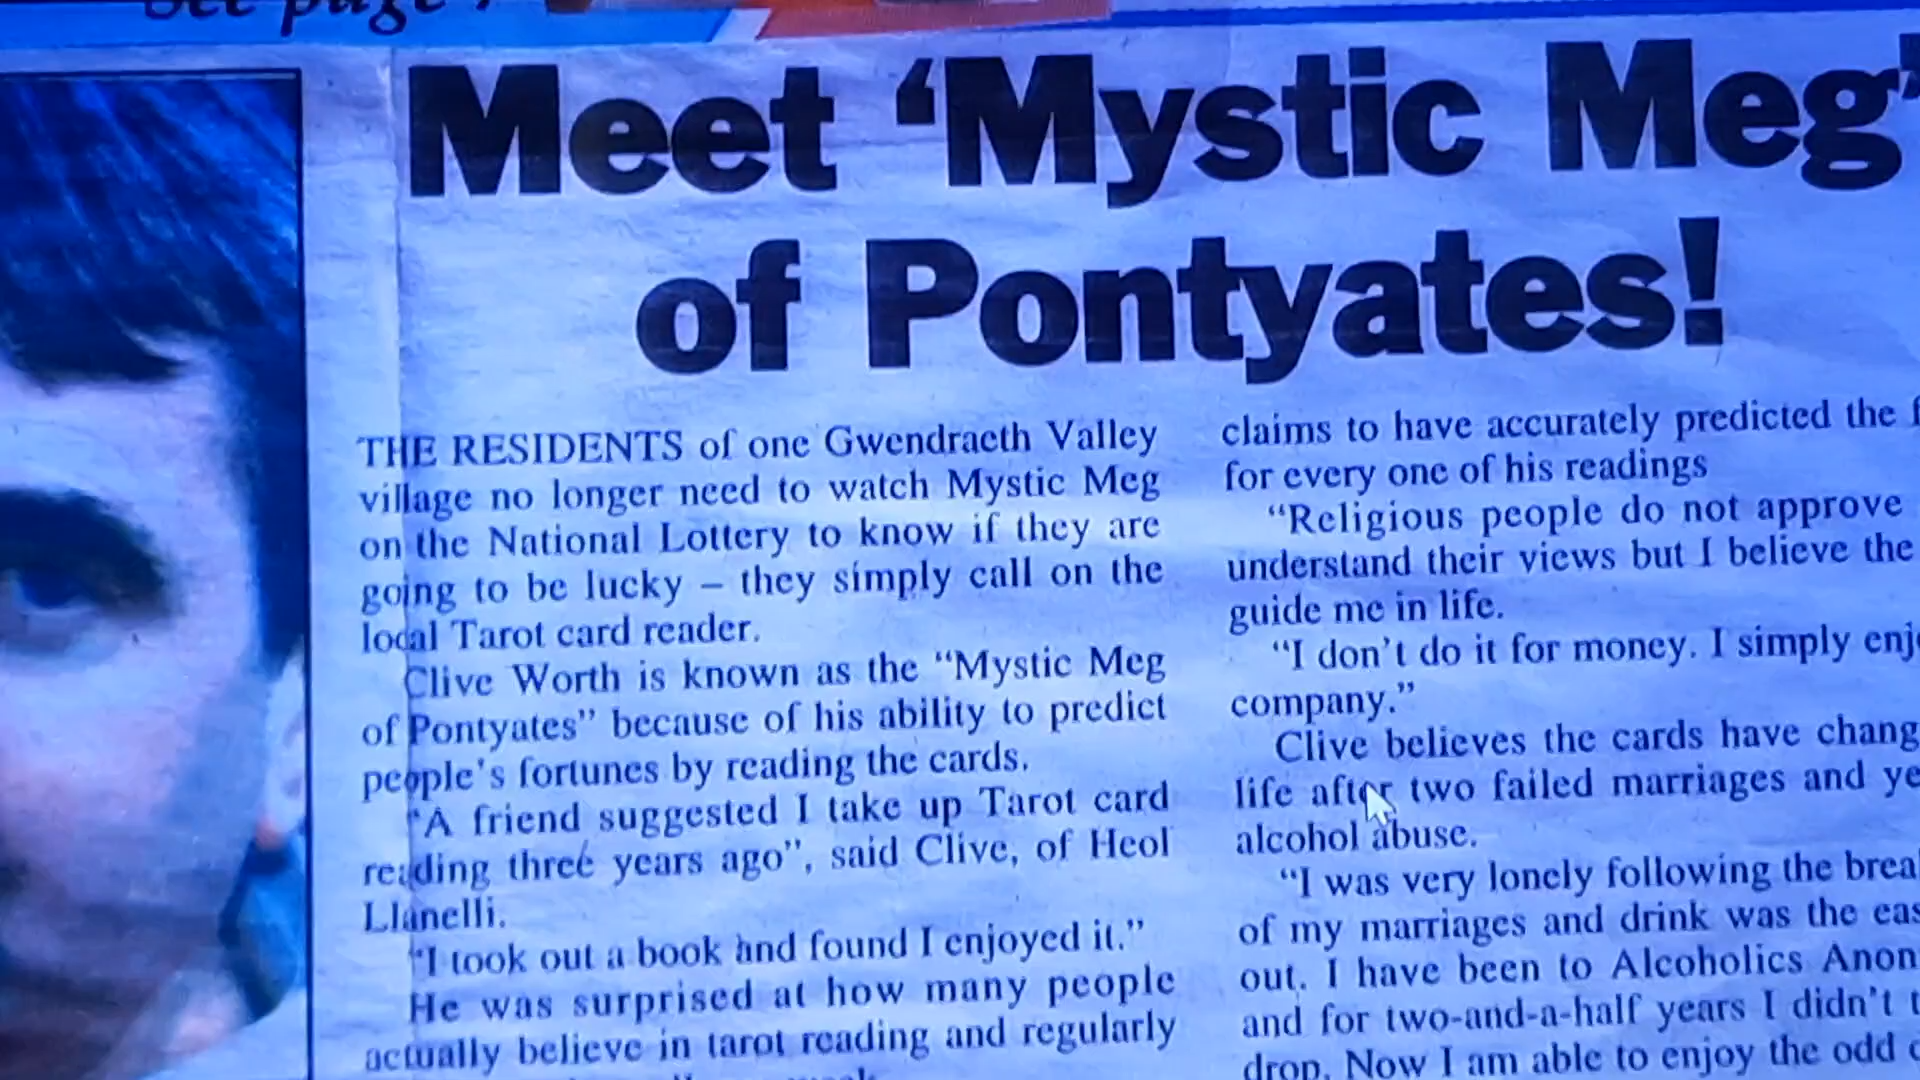 See page
Meet ‘Mystic Meg’
of Pontyates!
THE RESIDENTS of one Gwendraeth Valley
village no longer need to watch Mystic Meg
on the National Lottery to know if they are
going to be lucky – they simply call on the
local Tarot card reader.
Clive Worth is known as the “Mystic Meg
of Pontyates” because of his ability to predict
people's fortunes by reading the cards.
“A friend suggested I take up Tarot card
reading three years ago”, said Clive, of Heol
Llanelli.
“I took out a book and found I enjoyed it.”
He was surprised at how many people
actually believe in tarot reading and regularly
claims to have accurately predicted the
for every one of his readings
“Religious people do not approve
understand their views but I believe the
guide me in life.
“I don’t do it for money. I simply
company.”
Clive believes the cards have
life after two failed marriages and
alcohol abuse.
“I was very lonely following the
of my marriages and drink was the
out. I have been to Alcoholics
and for two-and-a-half years I didn’t
drop. Now I am able to enjoy the odd